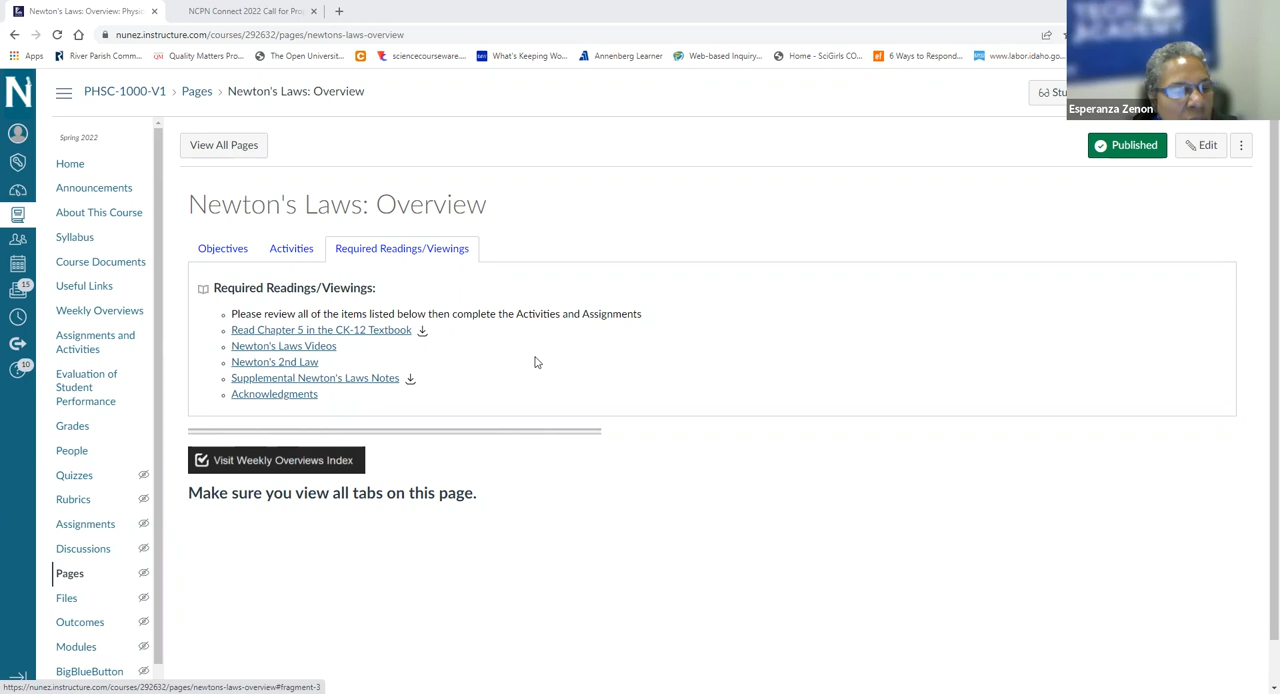 Newton's Laws: Overview: Physi
NCPN Connect 2022 Call for Pro
nunez.instructure.com/courses/292632/pages/newtons-laws-overview
Apps
River Parish Comm...
Quality Matters Pro...
The Open Universit...
sciencecourseware...
What's Keeping Wo...
Annenberg Learner
Web-based Inquiry...
Home - SciGirls CO...
6 Ways to Respond...
www.labor.idaho.go...
TECH
ACADEMY
Esperanza Zenon
N
PHSC-1000-V1 › Pages › Newton's Laws: Overview
Stu
Spring 2022
Home
Announcements
About This Course
Syllabus
Course Documents
Useful Links
Weekly Overviews
Assignments and
Activities
Evaluation of
Student
Performance
Grades
People
Quizzes
Rubrics
Assignments
Discussions
Pages
Files
Outcomes
Modules
BigBlueButton
15
10
View All Pages
Published
Edit
Newton's Laws: Overview
Objectives
Activities
Required Readings/Viewings
Required Readings/Viewings:
Please review all of the items listed below then complete the Activities and Assignments
Read Chapter 5 in the CK-12 Textbook
Newton's Laws Videos
Newton's 2nd Law
Supplemental Newton's Laws Notes
Acknowledgments
Visit Weekly Overviews Index
Make sure you view all tabs on this page.
https://nunez.instructure.com/courses/292632/pages/newtons-laws-overview#fragment-3